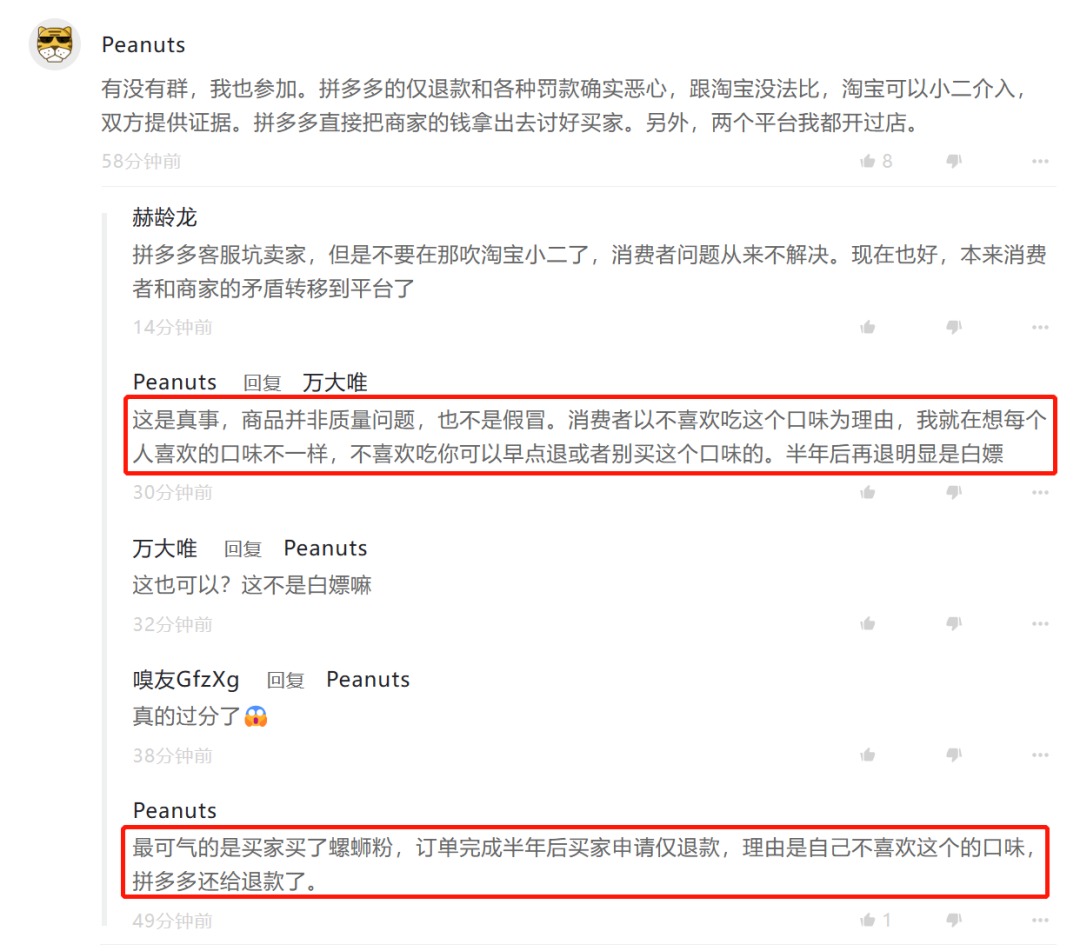 Peanuts
有没有群，我也参加。拼多多的仅退款和各种罚款确实恶心，跟淘宝没法比，淘宝可以小二介入，
双方提供证据。拼多多直接把商家的钱拿出去讨好买家。另外，两个平台我都开过店。
58分钟前 8
赫龄龙
拼多多客服坑卖家，但是不要在那吹淘宝小二了，消费者问题从来不解决。现在也好，本来消费
者和商家的矛盾转移到平台了
14分钟前
Peanuts 回复 万大唯
这是真事，商品并非质量问题，也不是假冒。消费者以不喜欢吃这个口味为理由，我就在想每个
人喜欢的口味不一样，不喜欢吃你可以早点退或者别买这个口味的。半年后再退明显是白嫖
30分钟前
万大唯 回复 Peanuts
这也可以？这不是白嫖嘛
32分钟前
嗅友GfzXg 回复 Peanuts
真的过分了😱
38分钟前
Peanuts
最可气的是买家买了螺蛳粉，订单完成半年后买家申请仅退款，理由是自己不喜欢这个的口味，
拼多多还给退款了。
49分钟前 1